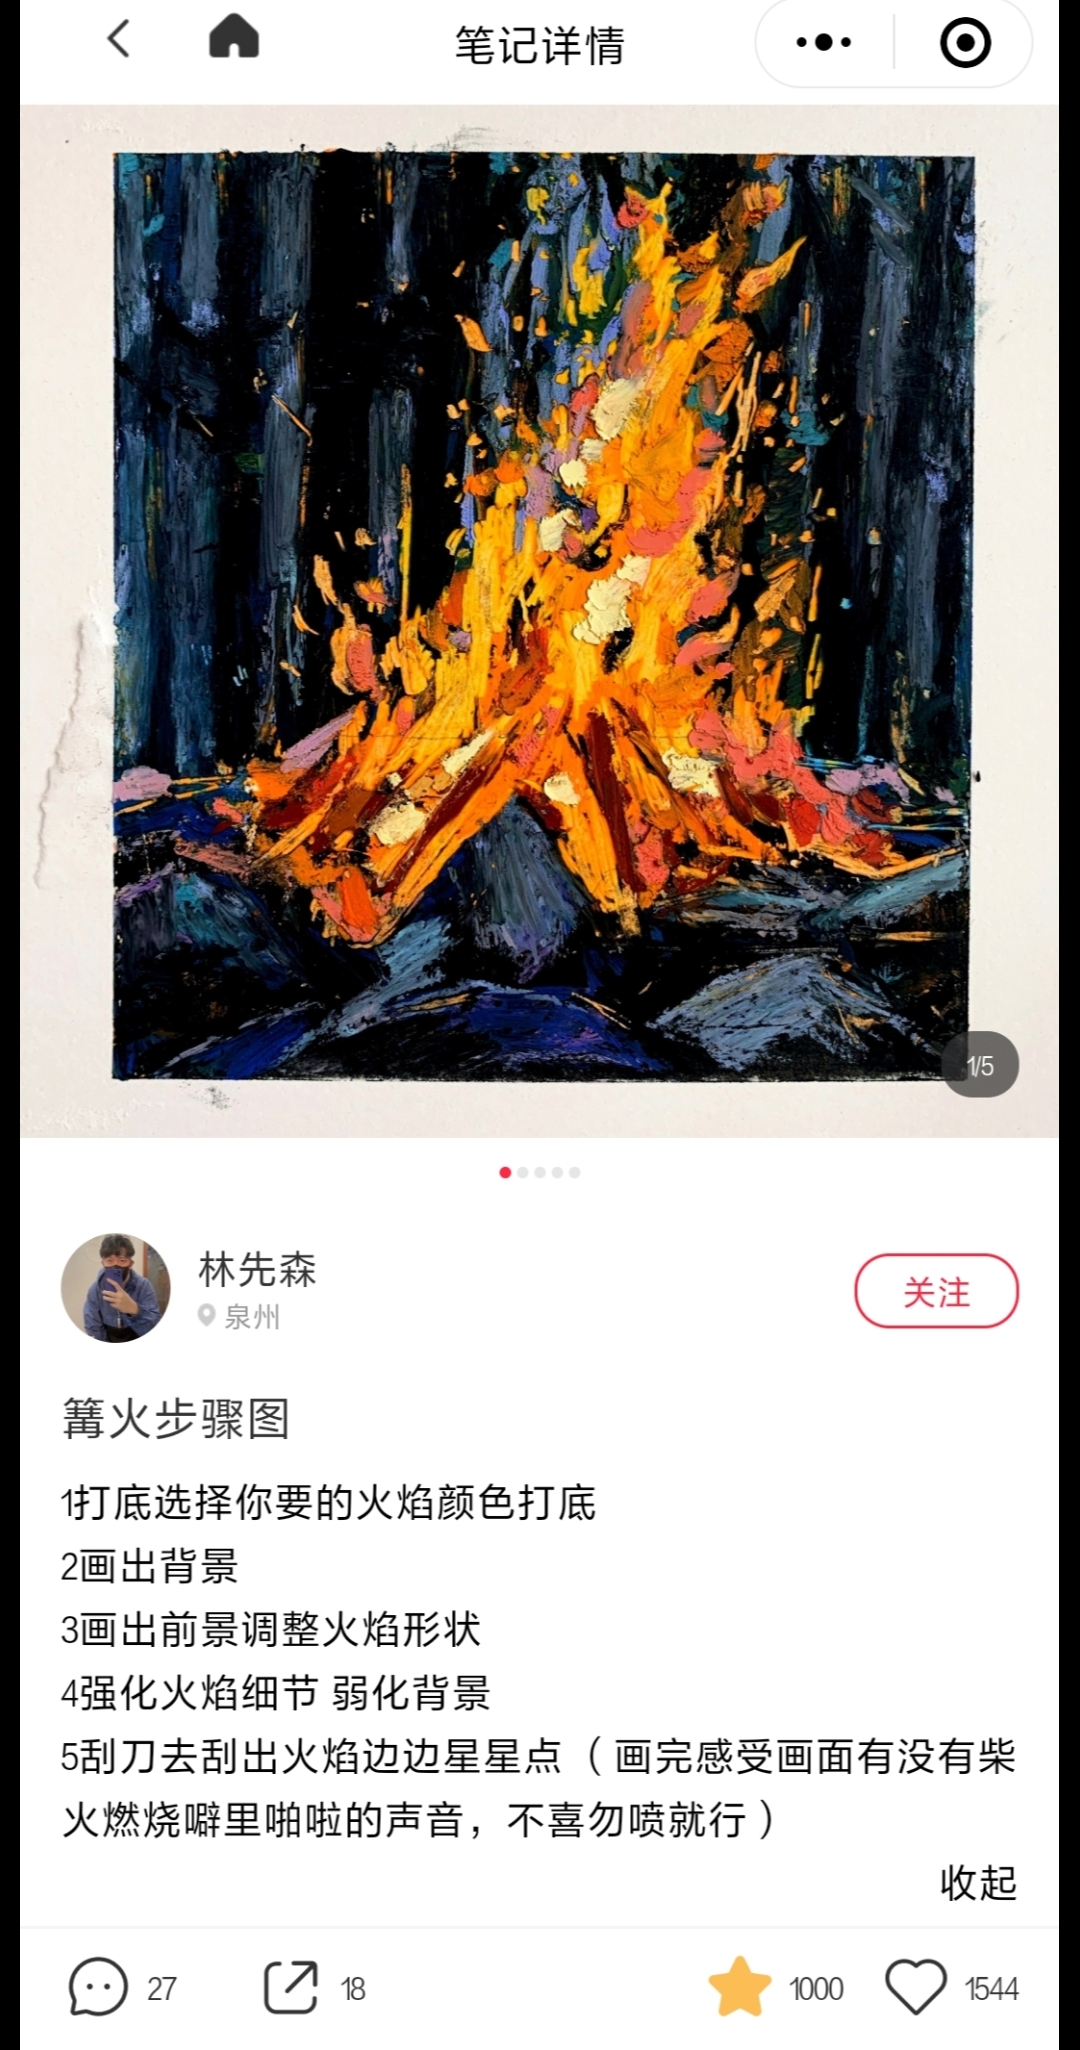 笔记详情
1/5
林先森
泉州
关注
篝火步骤图
1打底选择你要的火焰颜色打底
2画出背景
3画出前景调整火焰形状
4强化火焰细节 弱化背景
5刮刀去刮出火焰边边星星点（画完感受画面有没有柴
火燃烧噼里啪啦的声音，不喜勿喷就行）
收起
27
18
1000
1544